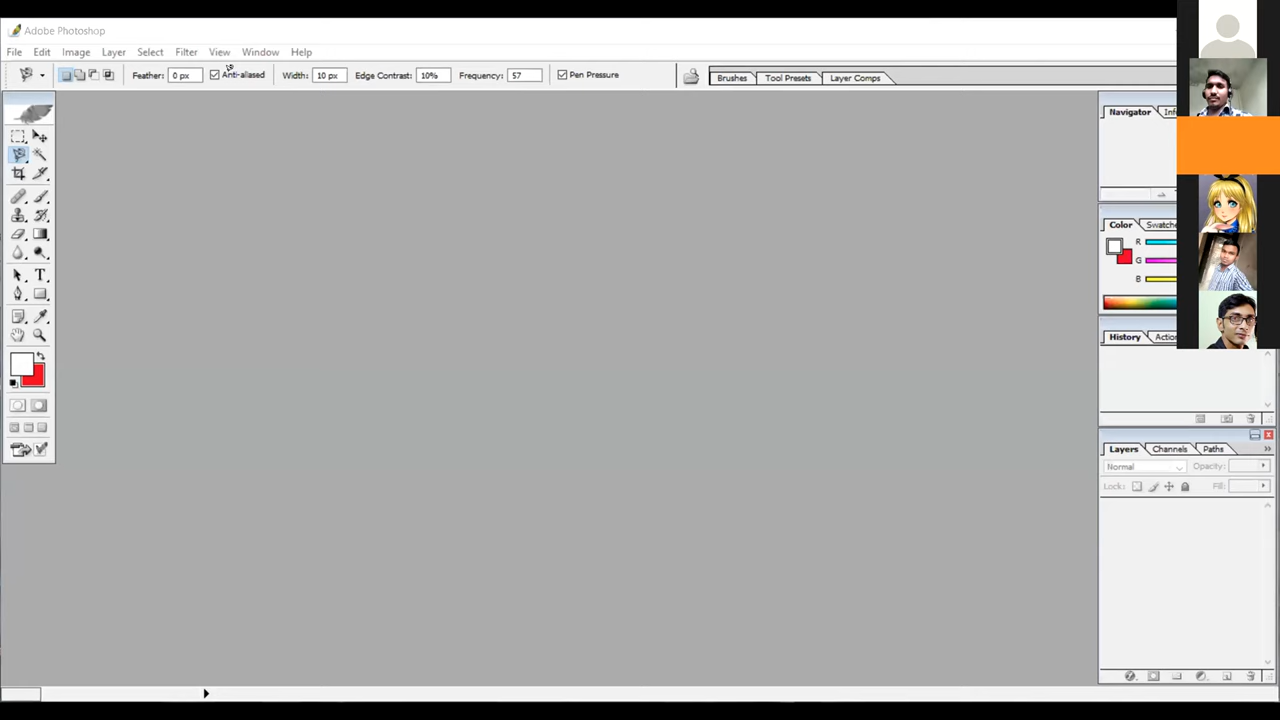 Adobe Photoshop
File Edit Image Layer Select Filter View Window Help
Feather: 0 px Anti-aliased Width: 10 px Edge Contrast: 10% Frequency: 57 Pen Pressure Brushes Tool Presets Layer Comps
Navigator
Color
R
G
B
History
Layers Channels Paths
Normal Opacity:
Lock: Fill: